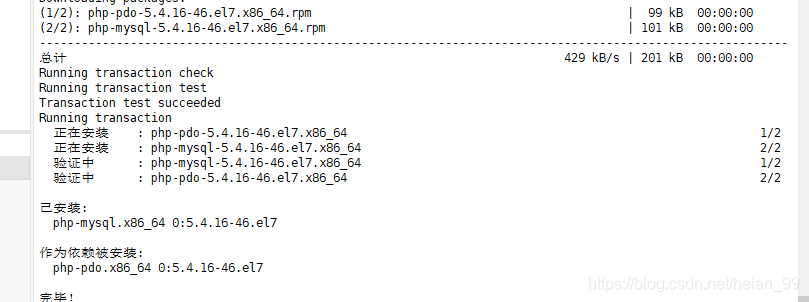 Downloading packages:
(1/2): php-pdo-5.4.16-46.el7.x86_64.rpm | 99 kB 00:00:00
(2/2): php-mysql-5.4.16-46.el7.x86_64.rpm | 101 kB 00:00:00
--------------------------------------------------------------------------------
总计 429 kB/s | 201 kB 00:00:00
Running transaction check
Running transaction test
Transaction test succeeded
Running transaction
正在安装 : php-pdo-5.4.16-46.el7.x86_64 1/2
正在安装 : php-mysql-5.4.16-46.el7.x86_64 2/2
验证中 : php-mysql-5.4.16-46.el7.x86_64 1/2
验证中 : php-pdo-5.4.16-46.el7.x86_64 2/2
已安装:
php-mysql.x86_64 0:5.4.16-46.el7
作为依赖被安装:
php-pdo.x86_64 0:5.4.16-46.el7
完毕!
https://blog.csdn.net/heian_99